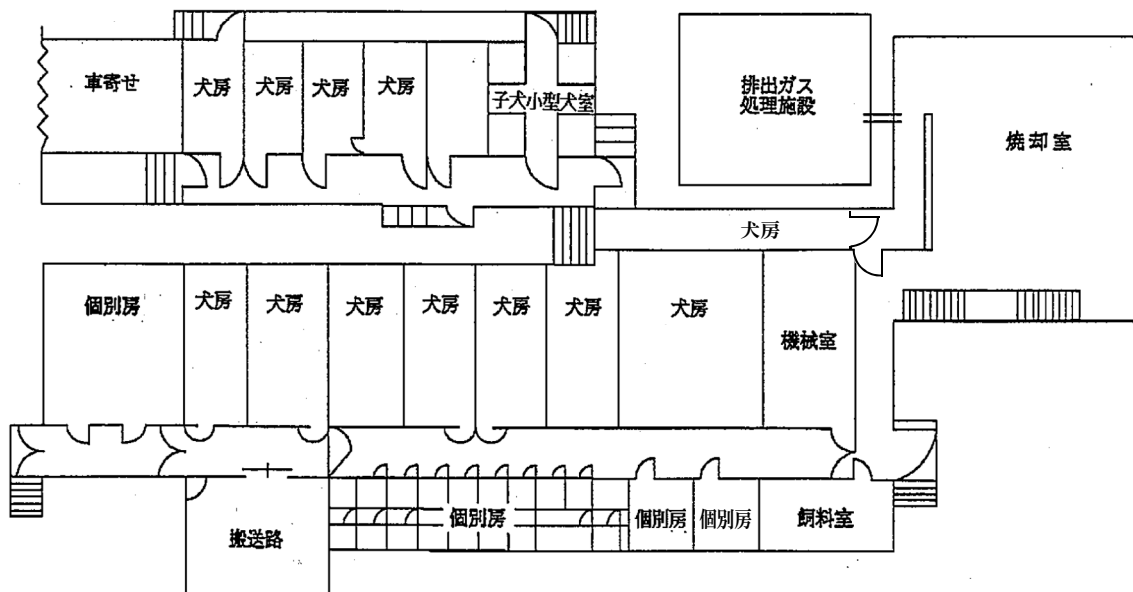 車寄せ
犬房
犬房
犬房
犬房
子犬小型犬室
排出ガス
処理施設
焼却室
犬房
個別房
犬房
犬房
犬房
犬房
犬房
犬房
犬房
機械室
搬送路
個別房
個別房
個別房
飼料室